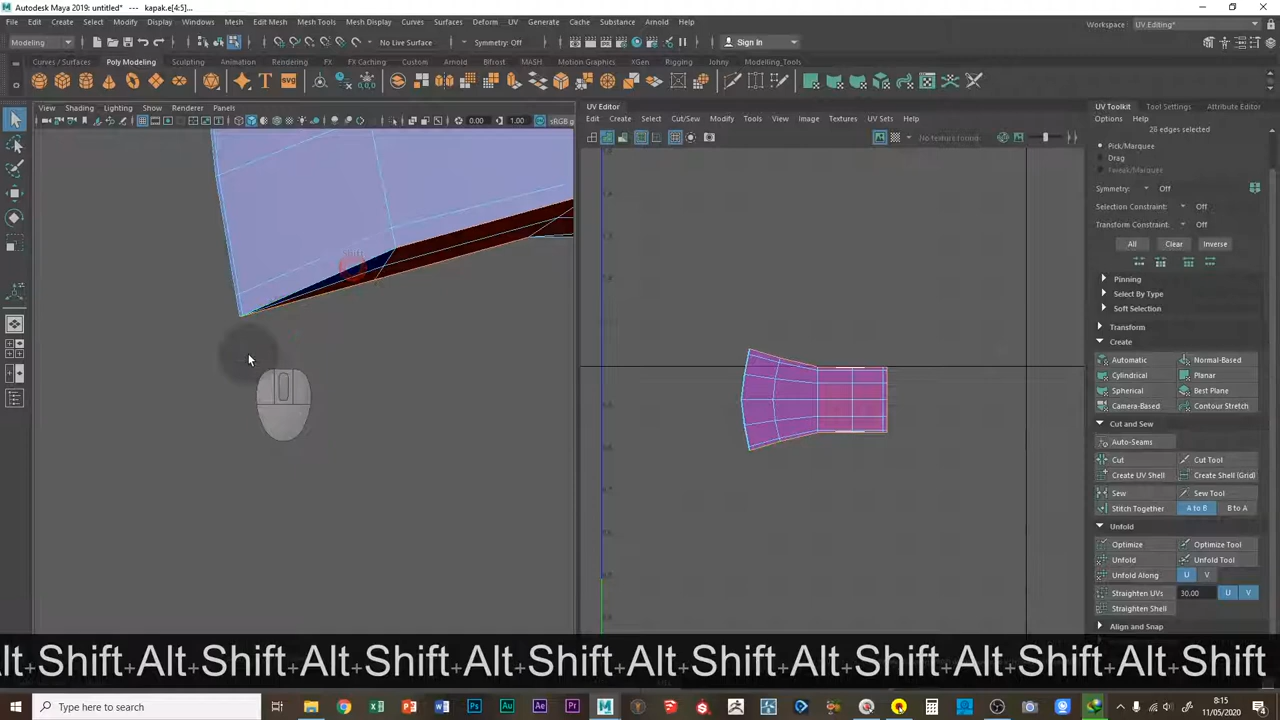 Autodesk Maya 2019: untitled* --- kapak.e[4:5]...
File Edit Create Select Modify Display Windows Mesh Edit Mesh Mesh Tools Mesh Display Curves Surfaces Deform UV Generate Cache Substance Arnold Help
Workspace: UV Editing*
Modeling No Live Surface Symmetry: Off Sign In
Curves / Surfaces Poly Modeling Sculpting Animation Rendering FX FX Caching Custom Arnold Bifrost MASH Motion Graphics XGen Rigging Johny Modelling_Tools
View Shading Lighting Show Renderer Panels
0.00 1.00 sRGB g
UV Editor
Edit Create Select Cut/Sew Modify Tools View Image Textures UV Sets Help
No texture found
UV Toolkit Tool Settings Attribute Editor
Options Help
28 edges selected
Pick/Marquee
Drag
Tweak/Marquee
Symmetry: Off
Selection Constraint: Off
Transform Constraint: Off
All Clear Inverse
Pinning
Select By Type
Soft Selection
Transform
Create
Automatic Normal-Based
Cylindrical Planar
Spherical Best Plane
Camera-Based Contour Stretch
Cut and Sew
Auto-Seams
Cut Cut Tool
Create UV Shell Create Shell (Grid)
Sew Sew Tool
Stitch Together A to B B to A
Unfold
Optimize Optimize Tool
Unfold Unfold Tool
Unfold Along U V
Straighten UVs 30.00 U V
Straighten Shell
Align and Snap
Shift
lt+Shift+Alt+Shift+Alt+Shift+Alt+Shift+Alt+Shift+Alt+Shift+Alt+Shift+Alt+Shift
Type here to search
8:15
11/05/2020